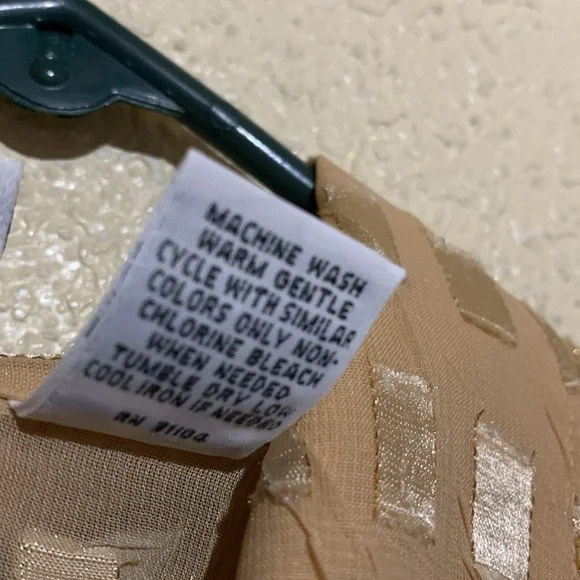 MACHINE WASH
WARM GENTLE
CYCLE WITH SIMILAR
COLORS ONLY NON-
CHLORINE BLEACH
WHEN NEEDED
TUMBLE DRY LOW
COOL IRON IF NEEDED
RN 91104